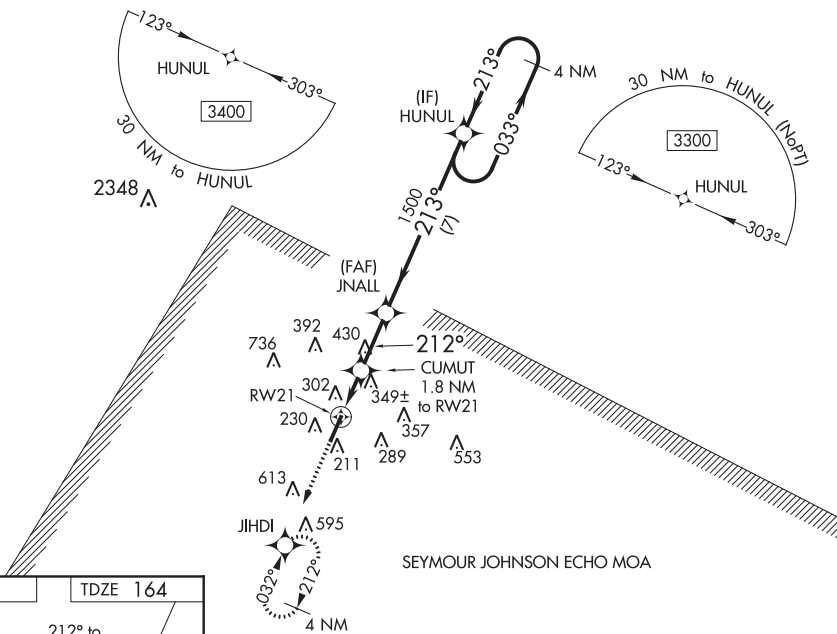 123°
HUNUL
303°
3400
30 NM to HUNUL
2348
213°
4 NM
(IF)
HUNUL
033°
1500
213°
(7)
30 NM to HUNUL (NoPT)
3300
123°
HUNUL
303°
(FAF)
JNALL
392
430
212°
736
CUMUT
1.8 NM
to RW21
302
349±
RW21
230
357
211
289
553
613
JIHDI
595
032°
212°
4 NM
SEYMOUR JOHNSON ECHO MOA
TDZE 164
212° to